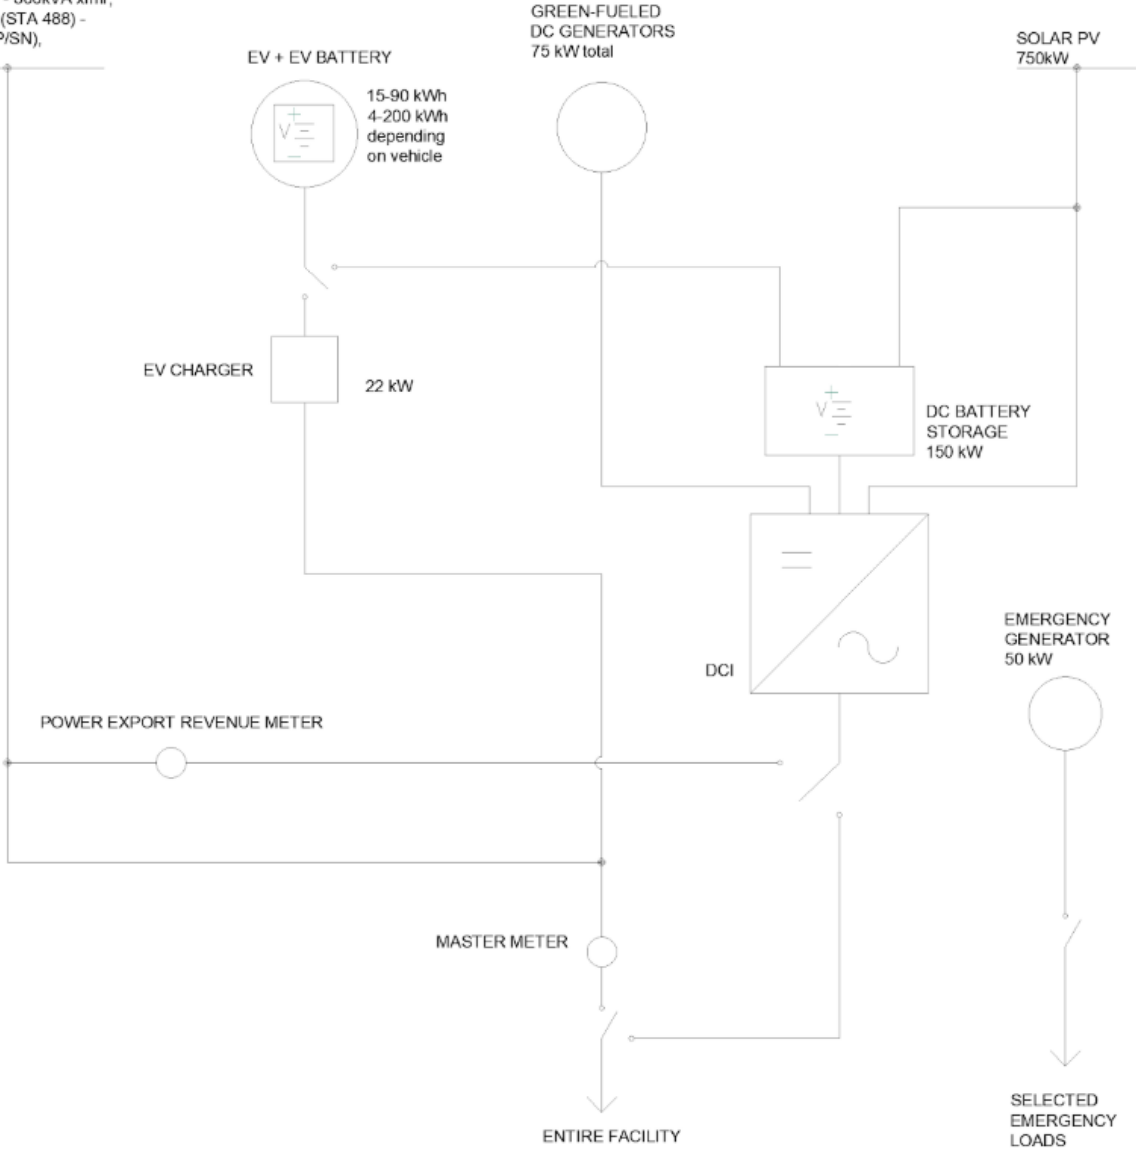 (STA 488) -
P/SN),
EV + EV BATTERY
15-90 kWh
4-200 kWh
depending
on vehicle
GREEN-FUELED
DC GENERATORS
75 kW total
SOLAR PV
750kW
EV CHARGER
22 kW
DC BATTERY
STORAGE
150 kW
DCI
EMERGENCY
GENERATOR
50 kW
POWER EXPORT REVENUE METER
MASTER METER
ENTIRE FACILITY
SELECTED
EMERGENCY
LOADS